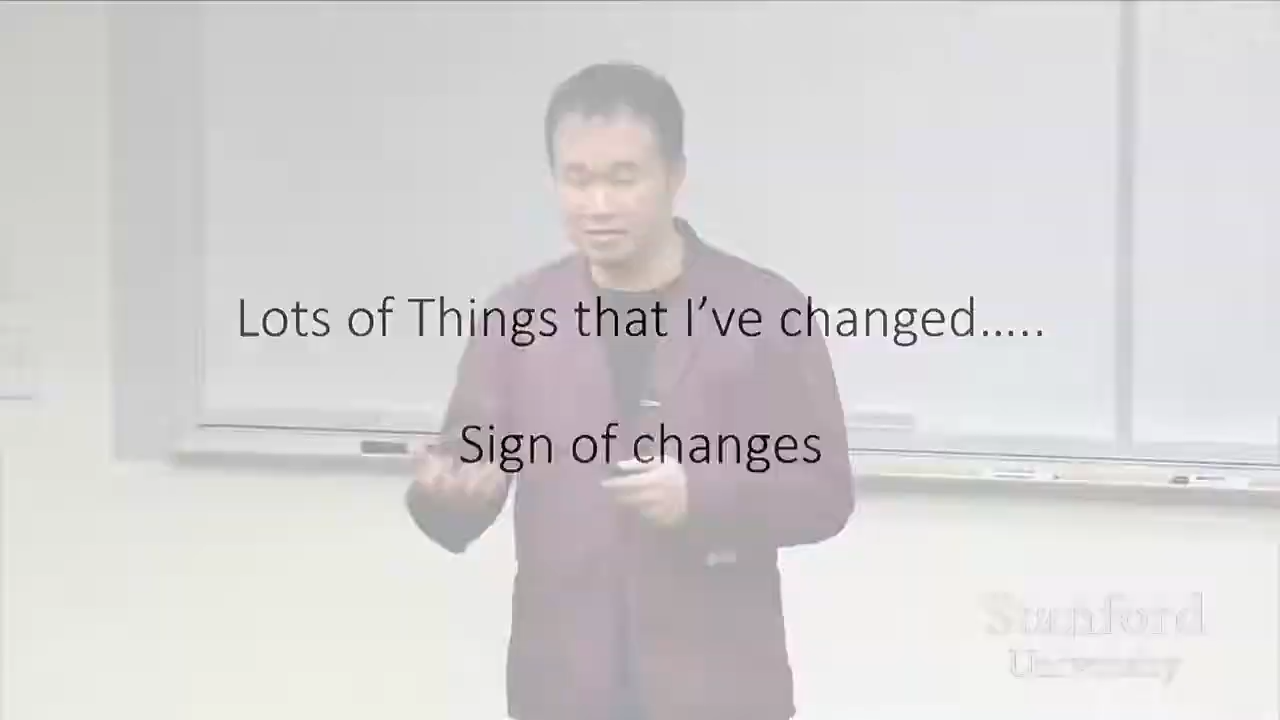 Lots of Things that I've changed.....
Sign of changes
Stanford
University